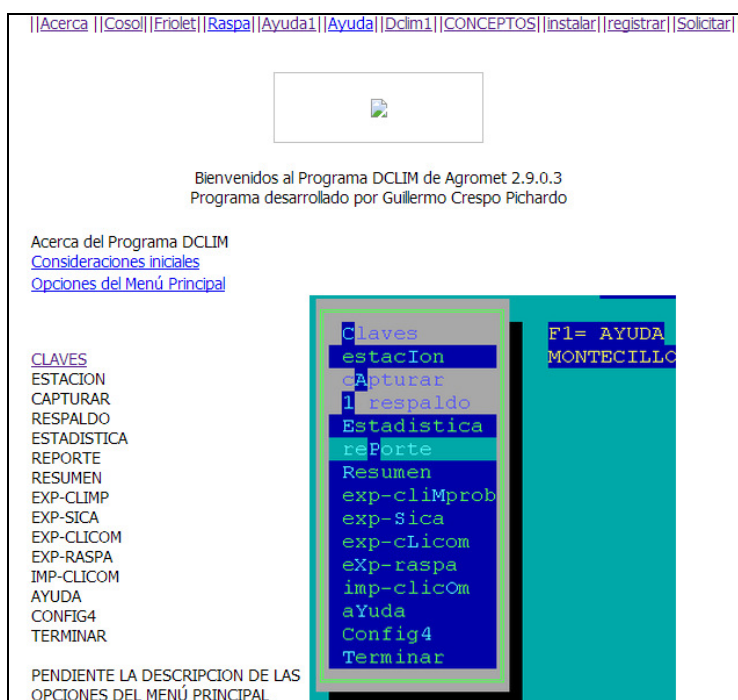 ||Acerca ||Cosol||Friolet||Raspa||Ayuda1||Ayuda||Dclim1||CONCEPTOS||instalar||registrar||Solicitar|
Bienvenidos al Programa DCLIM de Agromet 2.9.0.3
Programa desarrollado por Guillermo Crespo Pichardo
Acerca del Programa DCLIM
Consideraciones iniciales
Opciones del Menú Principal
CLAVES
ESTACION
CAPTURAR
RESPALDO
ESTADISTICA
REPORTE
RESUMEN
EXP-CLIMP
EXP-SICA
EXP-CLICOM
EXP-RASPA
IMP-CLICOM
AYUDA
CONFIG4
TERMINAR
PENDIENTE LA DESCRIPCION DE LAS
OPCIONES DEL MENÚ PRINCIPAL
Claves
estacIon
cApturar
1 respaldo
Estadistica
rePorte
Resumen
exp-cliMprob
exp-Sica
exp-cLicom
eXp-raspa
imp-clicOm
aYuda
Config4
Terminar
F1= AYUDA
MONTECILLO